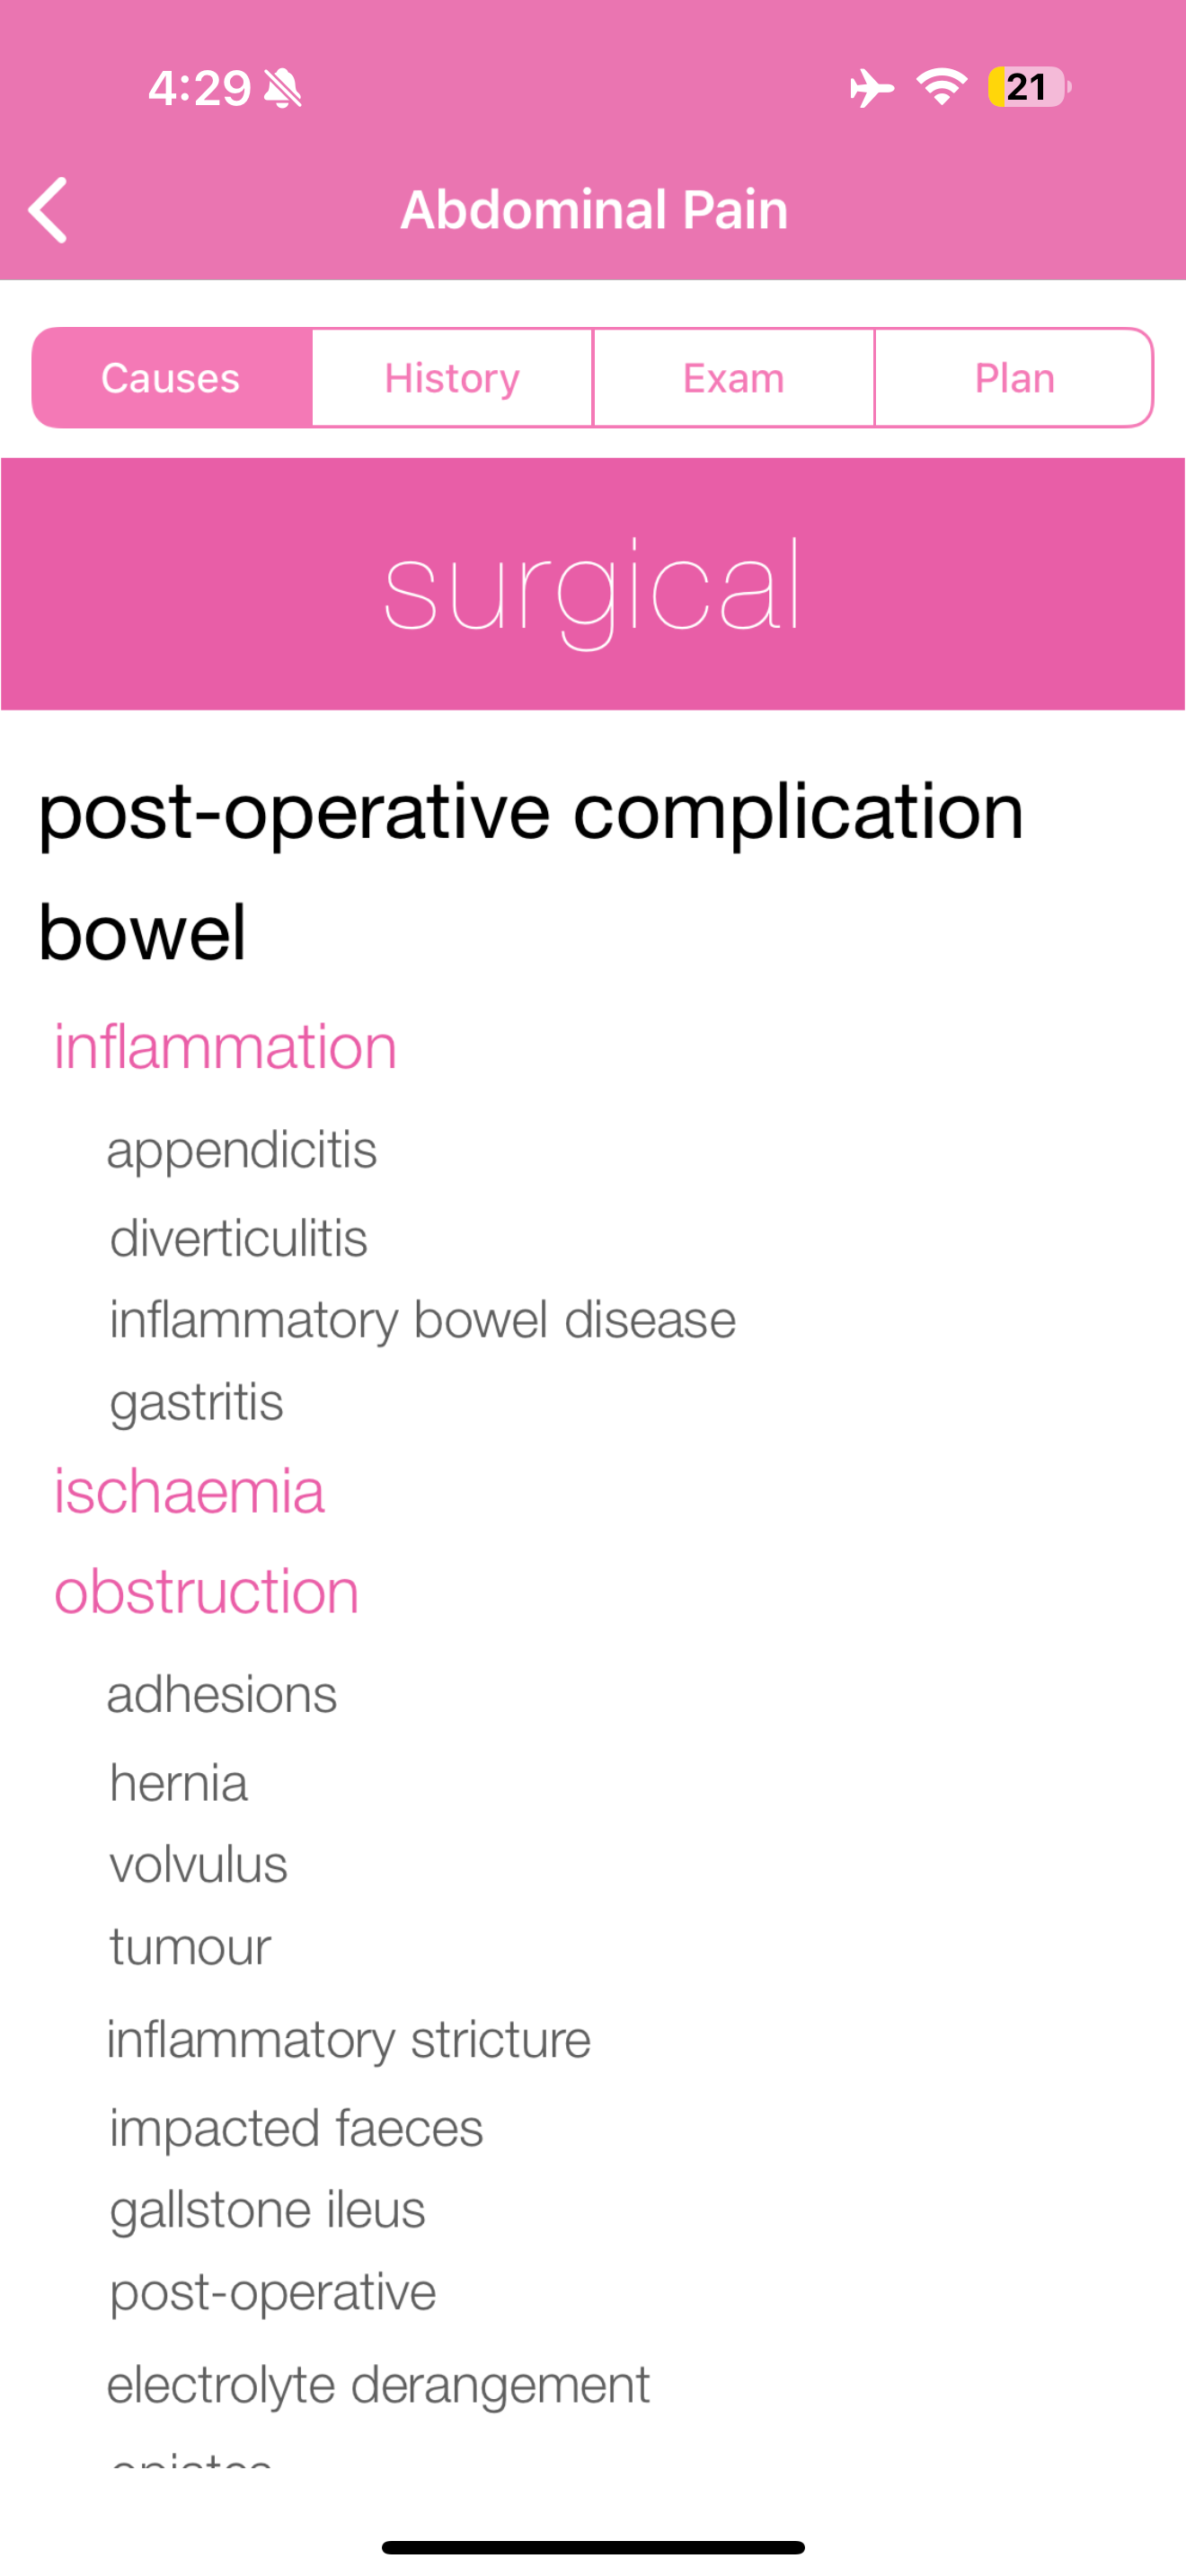 4:29
21
Abdominal Pain
Causes History Exam Plan
surgical
post-operative complication
bowel
inflammation
appendicitis
diverticulitis
inflammatory bowel disease
gastritis
ischaemia
obstruction
adhesions
hernia
volvulus
tumour
inflammatory stricture
impacted faeces
gallstone ileus
post-operative
electrolyte derangement